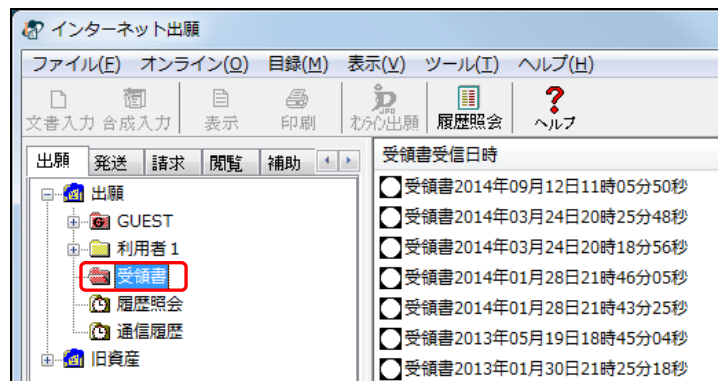 インターネット出願
ファイル(F) オンライン(O) 目録(M) 表示(V) ツール(T) ヘルプ(H)
文書入力 合成入力 表示 印刷 オンライン出願 履歴照会 ヘルプ
出願 発送 請求 閲覧 補助
受領書受信日時
出願
GUEST
利用者1
受領書
履歴照会
通信履歴
旧資産
受領書2014年09月12日11時05分50秒
受領書2014年03月24日20時25分48秒
受領書2014年03月24日20時18分56秒
受領書2014年01月28日21時46分05秒
受領書2014年01月28日21時43分25秒
受領書2013年05月19日18時45分04秒
受領書2013年01月30日21時25分18秒